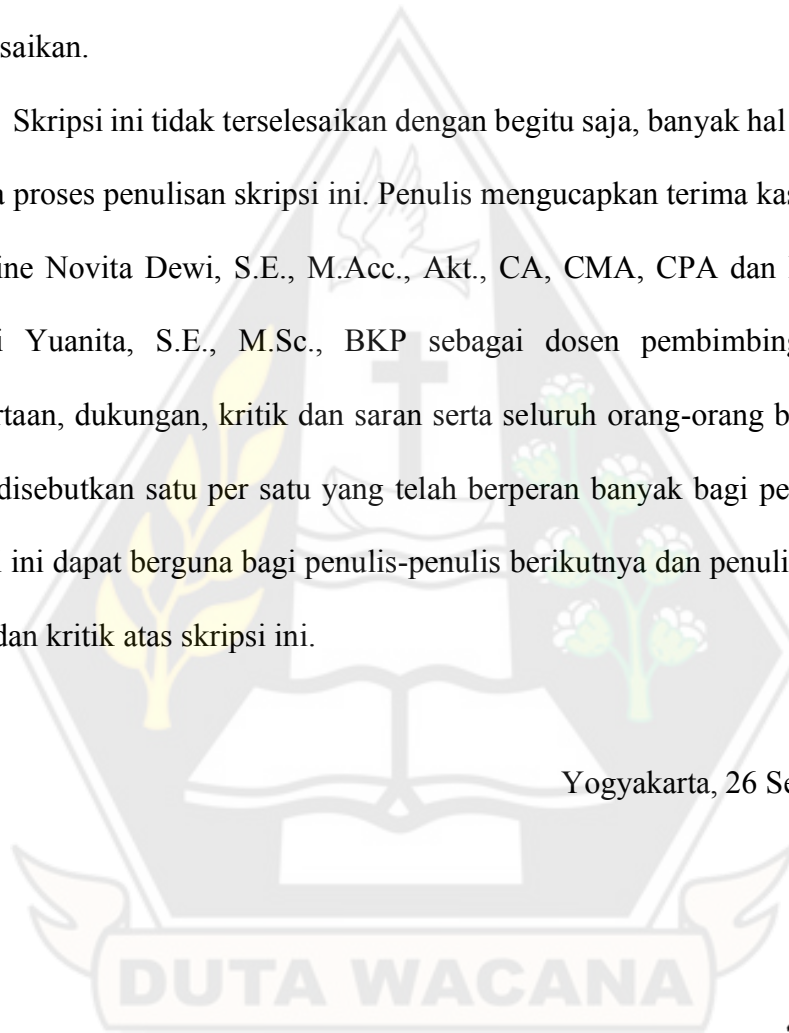 saikan.
Skripsi ini tidak terselesaikan dengan begitu saja, banyak hal
proses penulisan skripsi ini. Penulis mengucapkan terima kas
ine Novita Dewi, S.E., M.Acc., Akt., CA, CMA, CPA dan
i Yuanita, S.E., M.Sc., BKP sebagai dosen pembimbing
rtaan, dukungan, kritik dan saran serta seluruh orang-orang b
disebutkan satu per satu yang telah berperan banyak bagi pe
ini dapat berguna bagi penulis-penulis berikutnya dan penuli
dan kritik atas skripsi ini.
Yogyakarta, 26 Se
DUTA WACANA